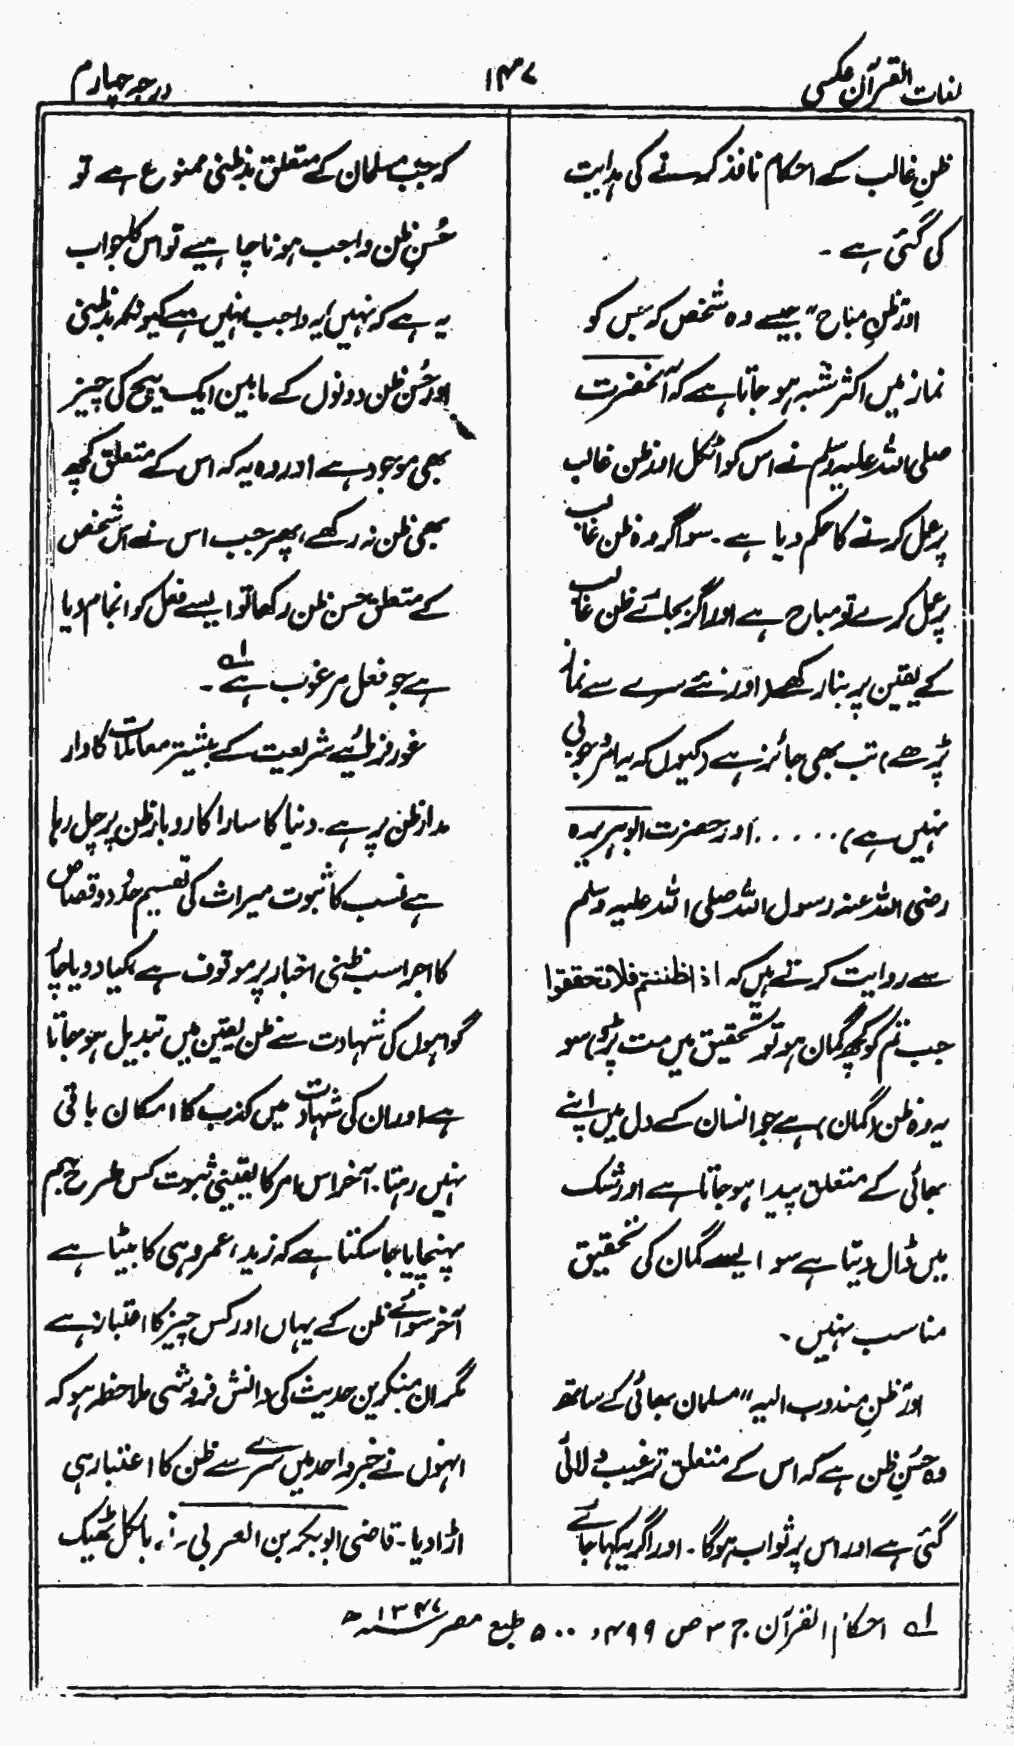 لغات القرآن عکسی
۱۴۷
درجہ چہارم
ظنِ غالب کے احکام نافذ کرنے کی ہدایت
کی گئی ہے ۔
اور ظنِ مباح" جیسے وہ شخص کہ جس کو
نماز میں اکثر شبہ ہو جاتا ہے کہ آنحضرت
صلی اللہ علیہ وسلم نے اس کو اٹکل اور ظن غالب
پر عمل کرنے کا حکم دیا ہے ۔ سو اگر وہ ظن غالب
پر عمل کرے تو مباح ہے اور اگر بجائے ظن غالب
کے یقین پر بنا رکھے (اور نئے سرے سے نماز
پڑھے) تب بھی جائز ہے (کیوں کہ یہ امر وجوبی
نہیں ہے) . . . . . اور حضرت ابوہریرہ
رضی اللہ عنہ رسول اللہ صلی اللہ علیہ وسلم
سے روایت کرتے ہیں کہ اذا ظننتم فلا تحققوا
جب تم کو کچھ گمان ہو تو تحقیق میں مت پڑو) سو
یہ وہ ظن (گمان) ہے جو انسان کے دل میں اپنے
بھائی کے متعلق پیدا ہو جاتا ہے اور شک
میں ڈال دیتا ہے سو ایسے گمان کی تحقیق
مناسب نہیں ۔
اور ظنِ مندوب الیہ" مسلمان بھائی کے ساتھ
وہ حُسنِ ظن ہے کہ اس کے متعلق ترغیب دلائی
گئی ہے اور اس پر ثواب ہوگا ۔ اور اگر یہ کہا جائے
کہ جب مسلمان کے متعلق بدظنی ممنوع ہے تو
حُسنِ ظن واجب ہونا چاہیے تو اس کا جواب
یہ ہے کہ نہیں! یہ واجب نہیں ہے کیونکہ بدظنی
اور حُسن ظن دونوں کے مابین ایک بیچ کی چیز
بھی موجود ہے اور وہ یہ کہ اس کے متعلق کچھ
بھی ظن نہ رکھے، پھر جب اس نے اس شخص
کے متعلق حسن ظن رکھا تو ایسے فعل کو انجام دیا
ہے جو فعل مرغوب ہے ۔ ؎۱
غور فرمائیے شریعت کے بیشتر معاملات کا دار
مدار ظن پر ہے ۔ دنیا کا سارا کاروبار ظن پر چل رہا
ہے نسب کا ثبوت میراث کی تقسیم حدود و قصاص
کا اجراء سب ظنی اخبار پر موقوف ہے، کیا دو یا چار
گواہوں کی شہادت سے ظن یقین میں تبدیل ہو جاتا
ہے اور ان کی شہادت میں کذب کا امکان باقی
نہیں رہتا ۔ آخر اس امر کا یقینی ثبوت کس طرح بہم
پہنچایا جا سکتا ہے کہ زید، عمرو ہی کا بیٹا ہے
آخر سوائے ظن کے یہاں اور کس چیز کا اعتبار ہے
مگر ان منکرین حدیث کی دانش فروشی ملاحظہ ہو کہ
انہوں نے خبر واحد میں سرے سے ظن کا اعتبار ہی
اڑا دیا ۔ قاضی ابوبکر بن العربی نے، بالکل ٹھیک
؎۱ احکام القرآن ج ۳ ص ۴۹۹، ۵۰۰ طبع مصر ۱۳۴۷ ھ